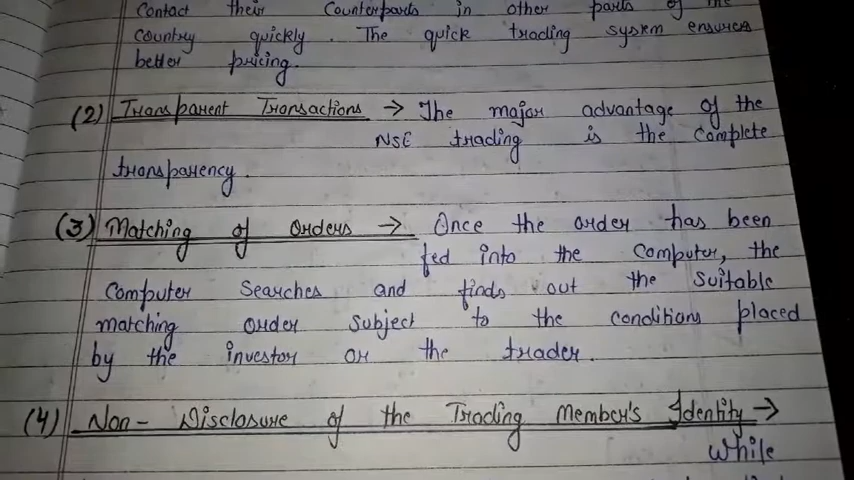 Contact their Counterparts in other parts of the
Country quickly. The quick trading system ensures
better pricing.
(2) Transparent Transactions → The major advantage of the
NSE trading is the complete
transparency.
(3) Matching of Orders → Once the order has been
fed into the computer, the
Computer Searches and finds out the Suitable
matching order Subject to the conditions placed
by the investor or the trader.
(4) Non- Disclosure of the Trading Member's Identity →
While